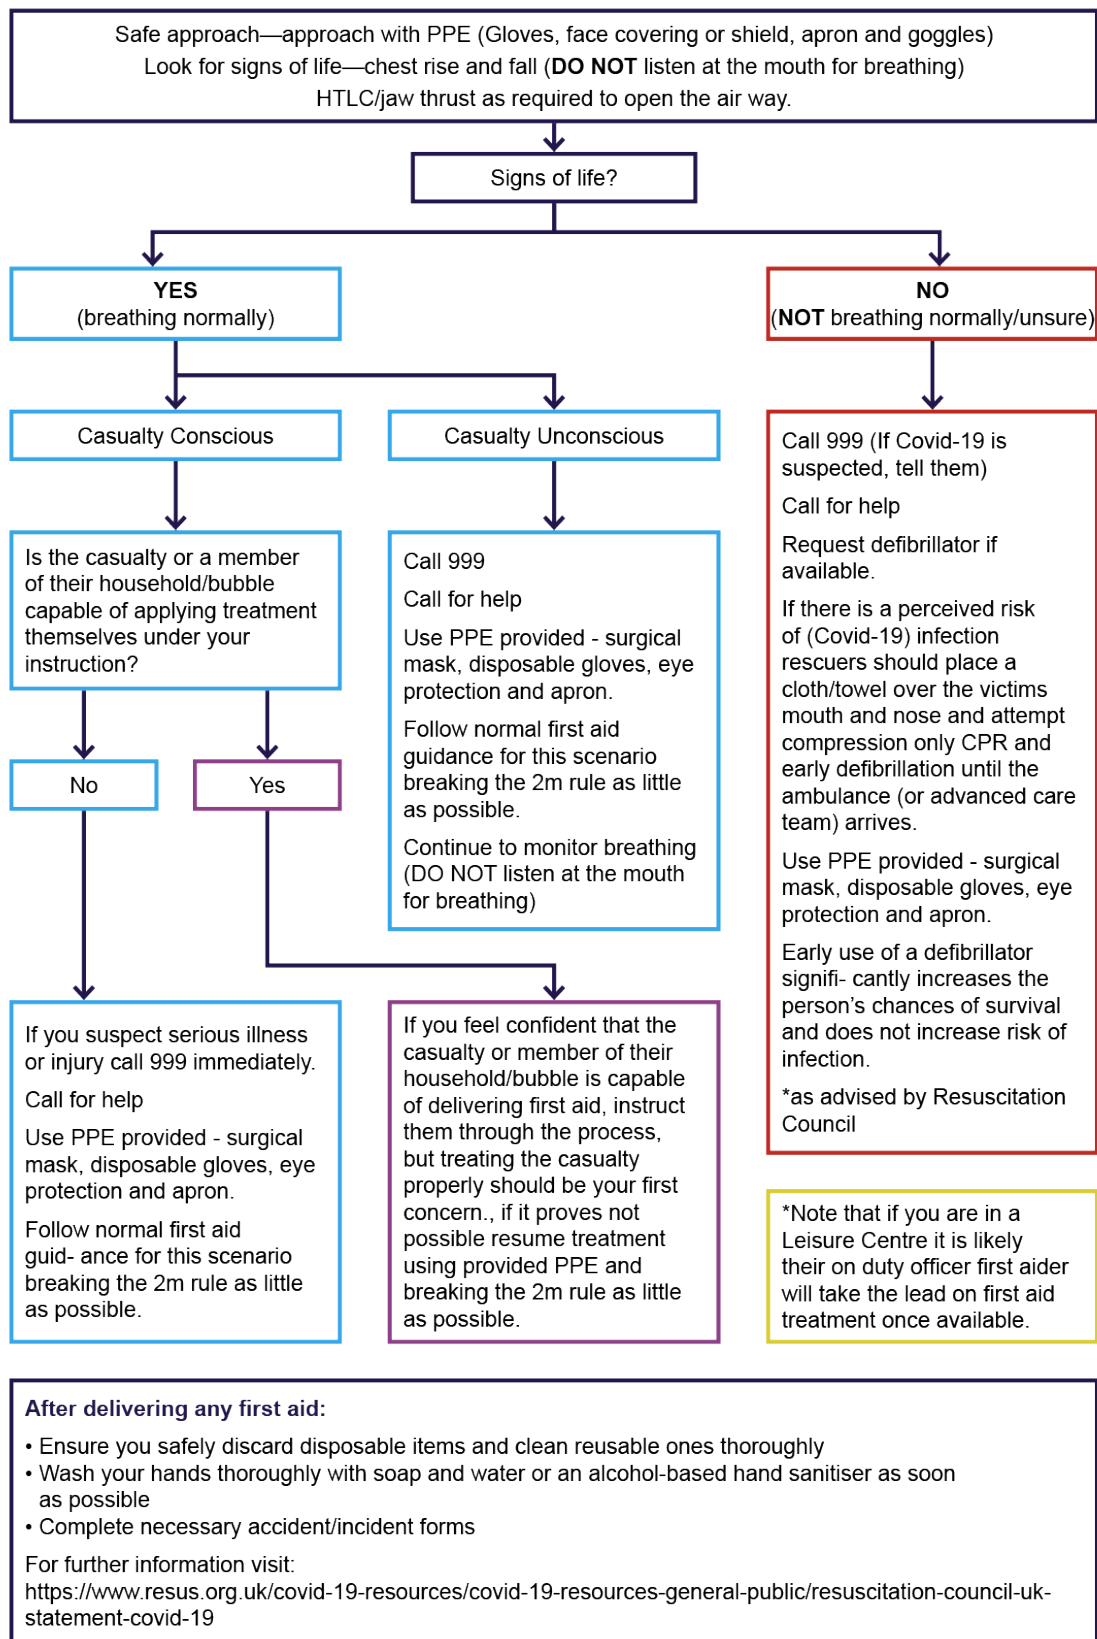 Safe approach—approach with PPE (Gloves, face covering or shield, apron and goggles)
Look for signs of life—chest rise and fall (DO NOT listen at the mouth for breathing)
HTLC/jaw thrust as required to open the air way.
Signs of life?
YES
(breathing normally)
NO
(NOT breathing normally/unsure)
Casualty Conscious
Casualty Unconscious
Is the casualty or a member
of their household/bubble
capable of applying treatment
themselves under your
instruction?
No
Yes
Call 999
Call for help
Use PPE provided - surgical
mask, disposable gloves, eye
protection and apron.
Follow normal first aid
guidance for this scenario
breaking the 2m rule as little
as possible.
Continue to monitor breathing
(DO NOT listen at the mouth
for breathing)
Call 999 (If Covid-19 is
suspected, tell them)
Call for help
Request defibrillator if
available.
If there is a perceived risk
of (Covid-19) infection
rescuers should place a
cloth/towel over the victims
mouth and nose and attempt
compression only CPR and
early defibrillation until the
ambulance (or advanced care
team) arrives.
Use PPE provided - surgical
mask, disposable gloves, eye
protection and apron.
Early use of a defibrillator
signifi- cantly increases the
person’s chances of survival
and does not increase risk of
infection.
*as advised by Resuscitation
Council
If you suspect serious illness
or injury call 999 immediately.
Call for help
Use PPE provided - surgical
mask, disposable gloves, eye
protection and apron.
Follow normal first aid
guid- ance for this scenario
breaking the 2m rule as little
as possible.
If you feel confident that the
casualty or member of their
household/bubble is capable
of delivering first aid, instruct
them through the process,
but treating the casualty
properly should be your first
concern., if it proves not
possible resume treatment
using provided PPE and
breaking the 2m rule as little
as possible.
*Note that if you are in a
Leisure Centre it is likely
their on duty officer first aider
will take the lead on first aid
treatment once available.
After delivering any first aid:
• Ensure you safely discard disposable items and clean reusable ones thoroughly
• Wash your hands thoroughly with soap and water or an alcohol-based hand sanitiser as soon
as possible
• Complete necessary accident/incident forms
For further information visit:
https://www.resus.org.uk/covid-19-resources/covid-19-resources-general-public/resuscitation-council-uk-
statement-covid-19